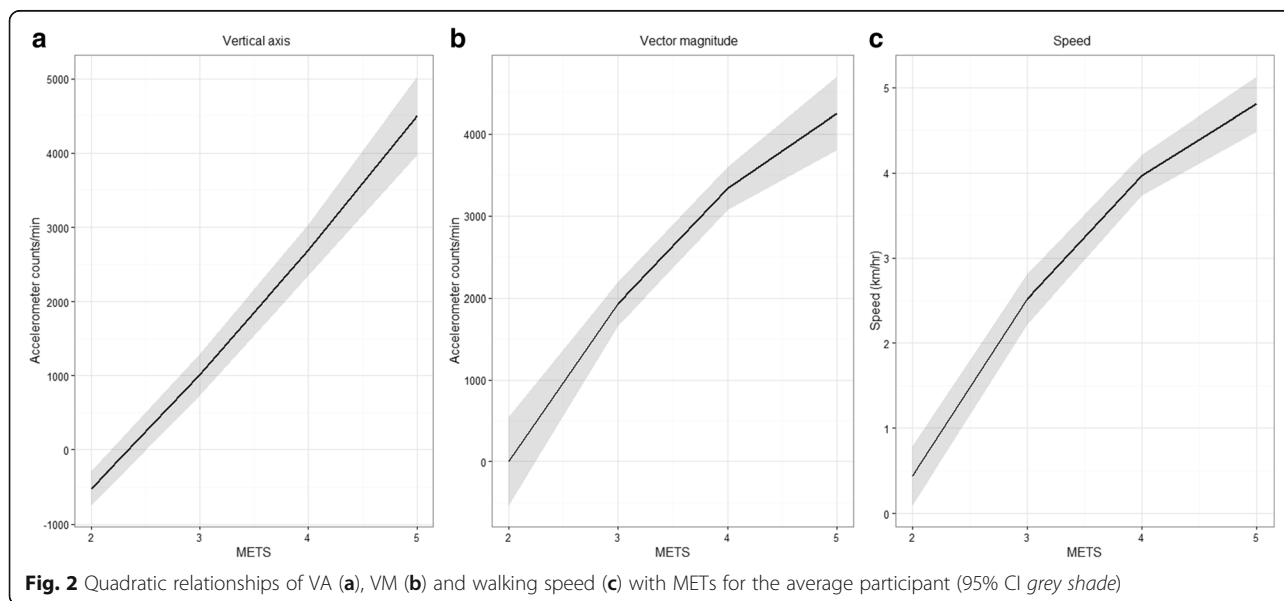 a
Vertical axis
Accelerometer counts/min
5000
4000
3000
2000
1000
0
-1000
2 3 4 5
METS
b
Vector magnitude
Accelerometer counts/min
4000
3000
2000
1000
0
2 3 4 5
METS
c
Speed
Speed (km/hr)
5
4
3
2
1
0
2 3 4 5
METS
Fig. 2 Quadratic relationships of VA (a), VM (b) and walking speed (c) with METs for the average participant (95% CI grey shade)